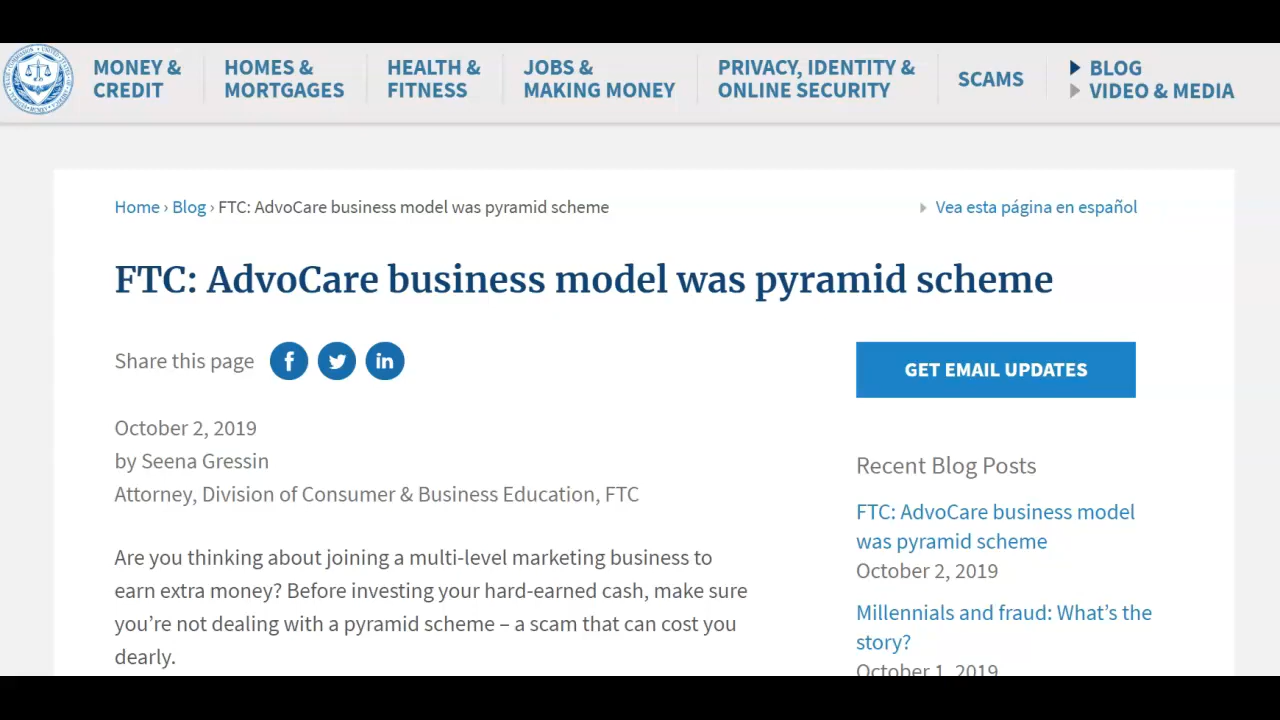 MONEY &
CREDIT
HOMES &
MORTGAGES
HEALTH &
FITNESS
JOBS &
MAKING MONEY
PRIVACY, IDENTITY &
ONLINE SECURITY
SCAMS
BLOG
VIDEO & MEDIA
Home › Blog › FTC: AdvoCare business model was pyramid scheme
Vea esta página en español
FTC: AdvoCare business model was pyramid scheme
Share this page
GET EMAIL UPDATES
October 2, 2019
by Seena Gressin
Attorney, Division of Consumer & Business Education, FTC
Are you thinking about joining a multi-level marketing business to
earn extra money? Before investing your hard-earned cash, make sure
you’re not dealing with a pyramid scheme – a scam that can cost you
dearly.
Recent Blog Posts
FTC: AdvoCare business model
was pyramid scheme
October 2, 2019
Millennials and fraud: What’s the
story?
October 1, 2019